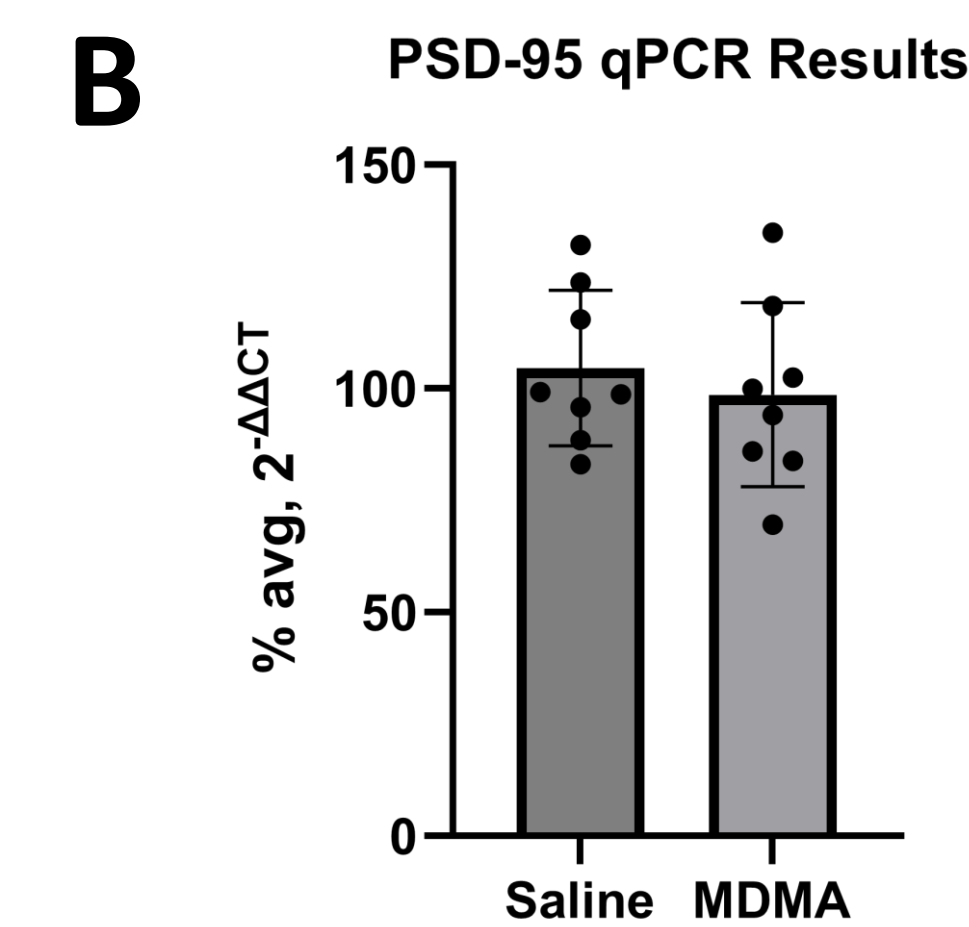 B
PSD-95 qPCR Results
% avg, 2^-ΔΔCT
150
100
50
0
Saline
MDMA